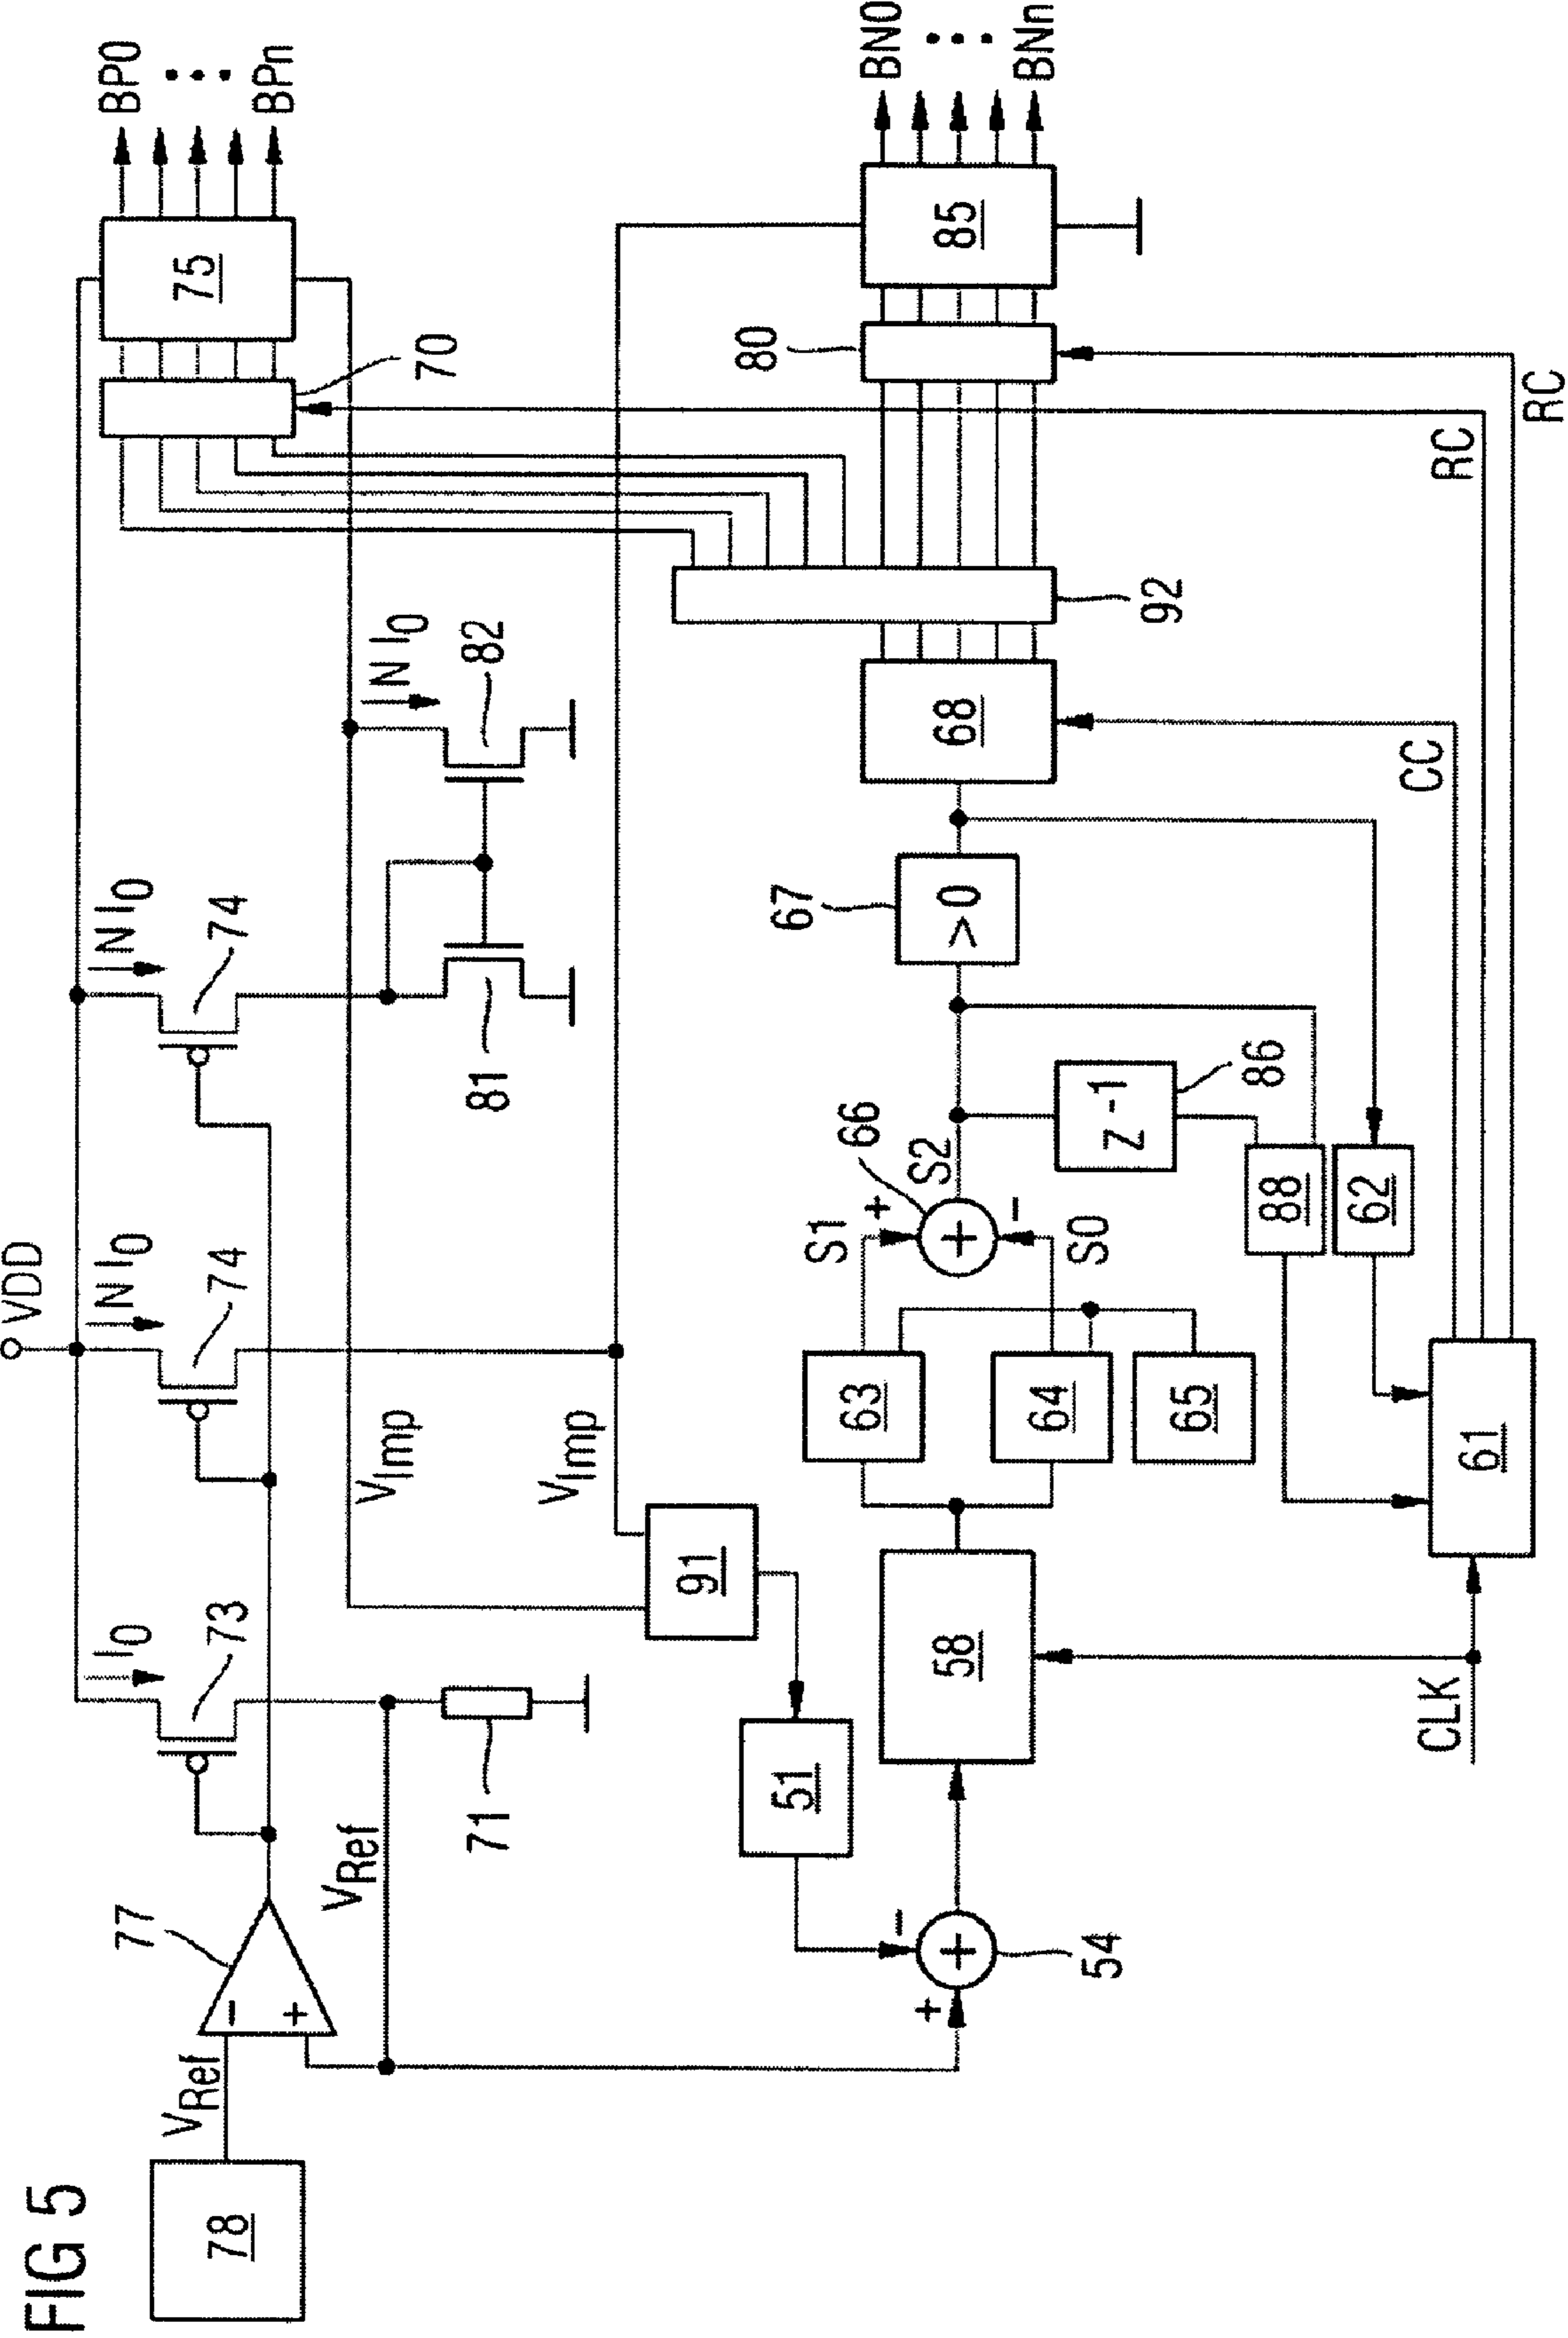 FIG 5
VDD
I0
N I0
N I0
73
74
74
75
BP0
BPn
70
77
VRef
78
VRef
71
VImp
VImp
81
82
N I0
91
51
54
58
63
64
65
S1
S0
S2
66
+
-
+
67
>0
z -1
86
88
62
68
92
80
85
BN0
BNn
61
CLK
CC
RC
RC
-
+
+
-
+